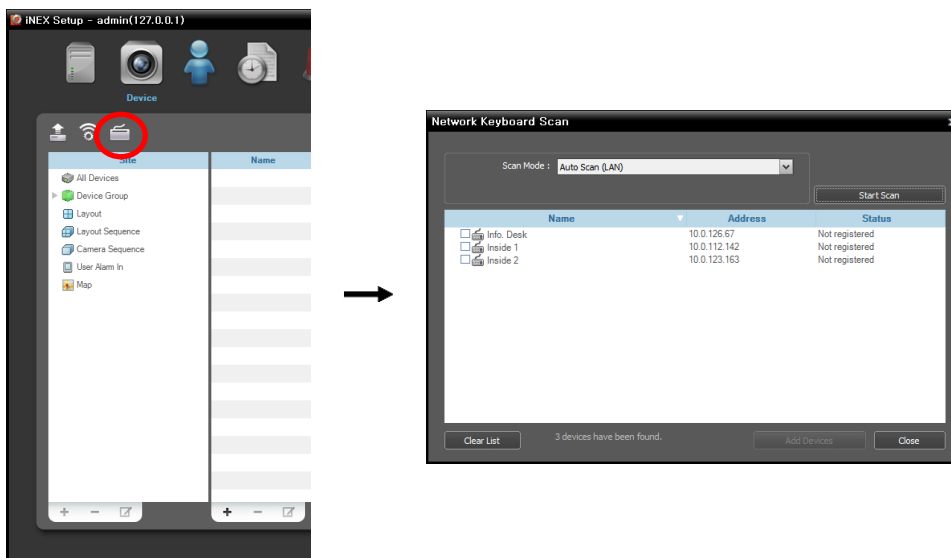 iNEX Setup - admin(127.0.0.1)
Device
Site
Name
All Devices
Device Group
Layout
Layout Sequence
Camera Sequence
User Alarm In
Map
Network Keyboard Scan
Scan Mode : Auto Scan (LAN)
Start Scan
Name Address Status
Info. Desk 10.0.126.67 Not registered
Inside 1 10.0.112.142 Not registered
Inside 2 10.0.123.163 Not registered
Clear List 3 devices have been found. Add Devices Close